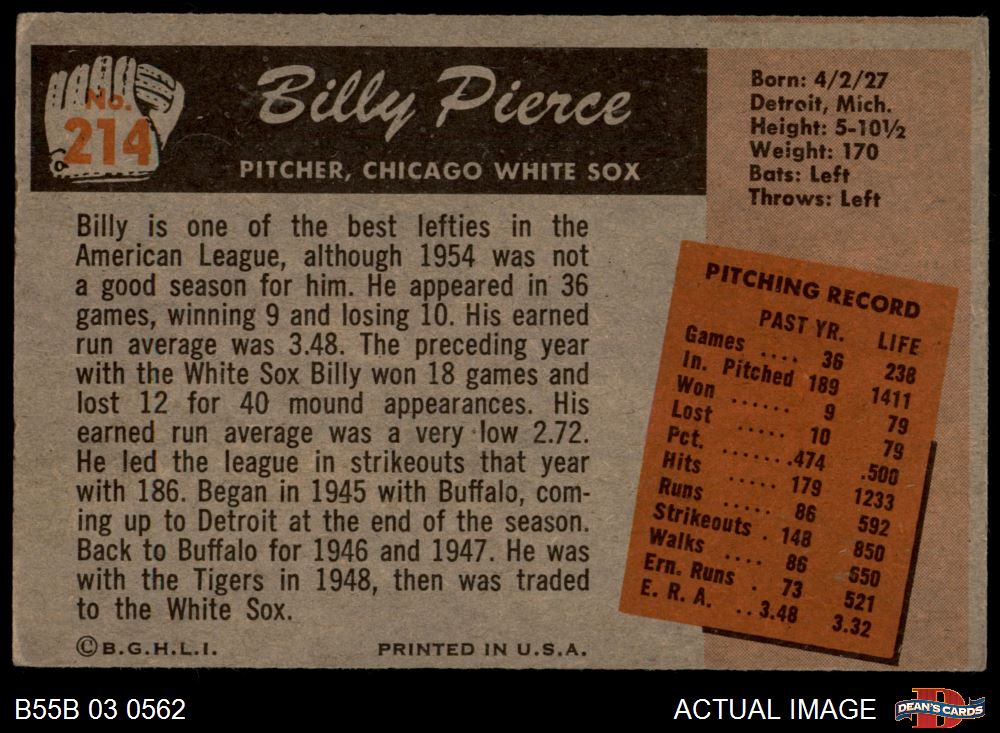 No.
214
Billy Pierce
PITCHER, CHICAGO WHITE SOX
Born: 4/2/27
Detroit, Mich.
Height: 5-10½
Weight: 170
Bats: Left
Throws: Left
Billy is one of the best lefties in the
American League, although 1954 was not
a good season for him. He appeared in 36
games, winning 9 and losing 10. His earned
run average was 3.48. The preceding year
with the White Sox Billy won 18 games and
lost 12 for 40 mound appearances. His
earned run average was a very low 2.72.
He led the league in strikeouts that year
with 186. Began in 1945 with Buffalo, com-
ing up to Detroit at the end of the season.
Back to Buffalo for 1946 and 1947. He was
with the Tigers in 1948, then was traded
to the White Sox.
PITCHING RECORD
PAST YR. LIFE
Games .... 36 238
In. Pitched 189 1411
Won ...... 9 79
Lost ..... 10 79
Pct. .......474 .500
Hits ..... 179 1233
Runs ..... 86 592
Strikeouts . 148 850
Walks .... 86 650
Ern. Runs . 73 521
E. R. A. ..3.48 3.32
©B.G.H.L.I. PRINTED IN U.S.A.
B55B 03 0562 ACTUAL IMAGE
D
DEAN'S CARDS